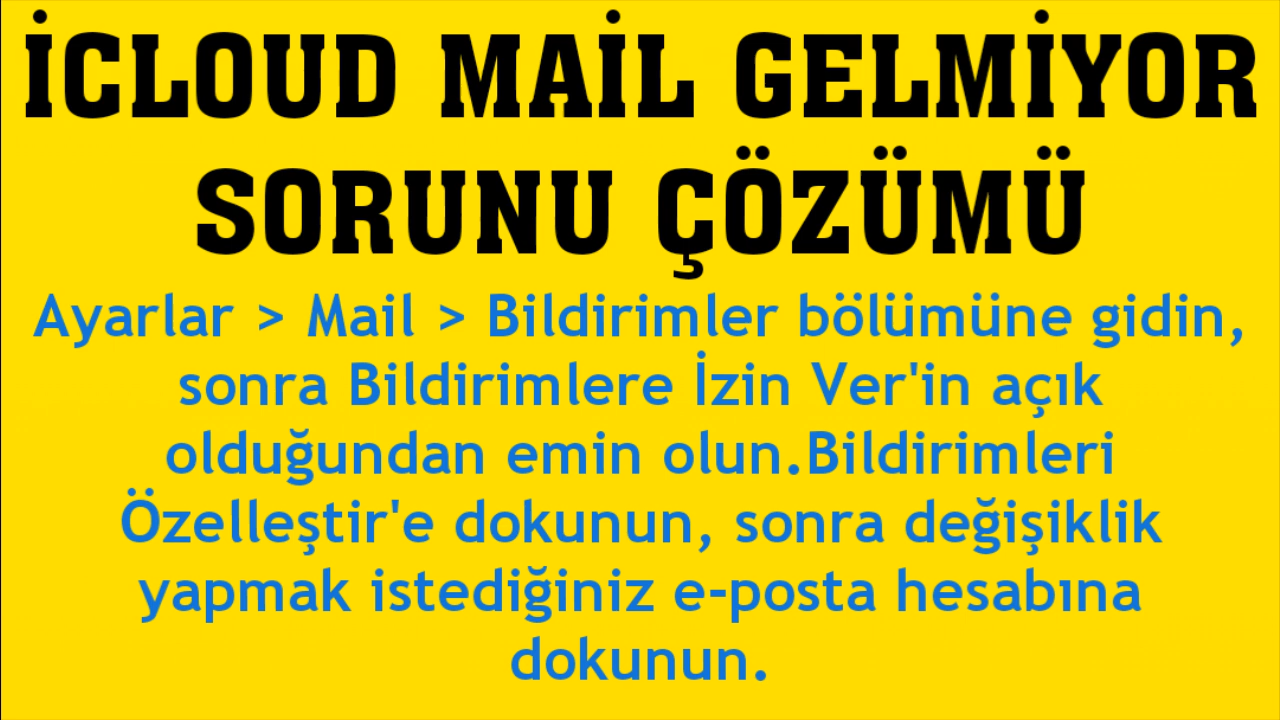 İCLOUD MAİL GELMİYOR
SORUNU ÇÖZÜMÜ
Ayarlar > Mail > Bildirimler bölümüne gidin,
sonra Bildirimlere İzin Ver'in açık
olduğundan emin olun.Bildirimleri
Özelleştir'e dokunun, sonra değişiklik
yapmak istediğiniz e-posta hesabına
dokunun.